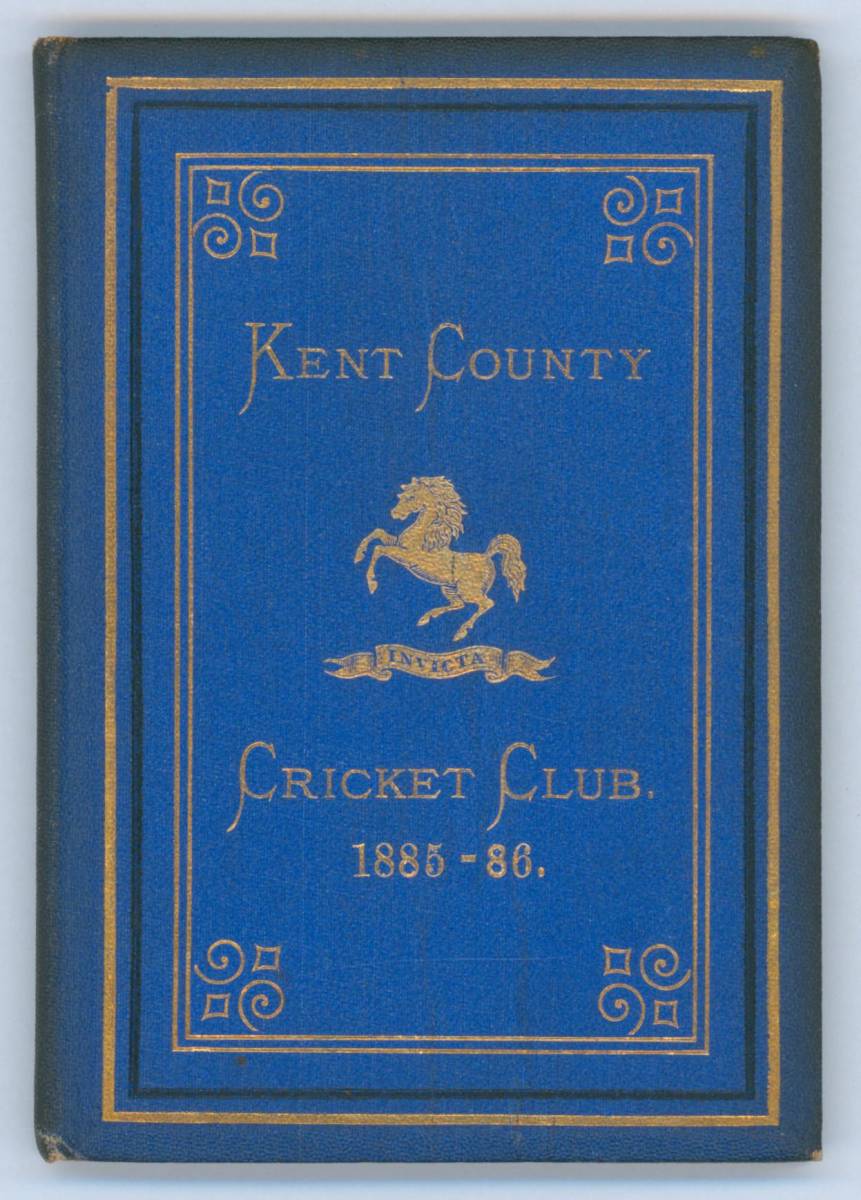 KENT COUNTY
INVICTA
CRICKET CLUB.
1885-86.